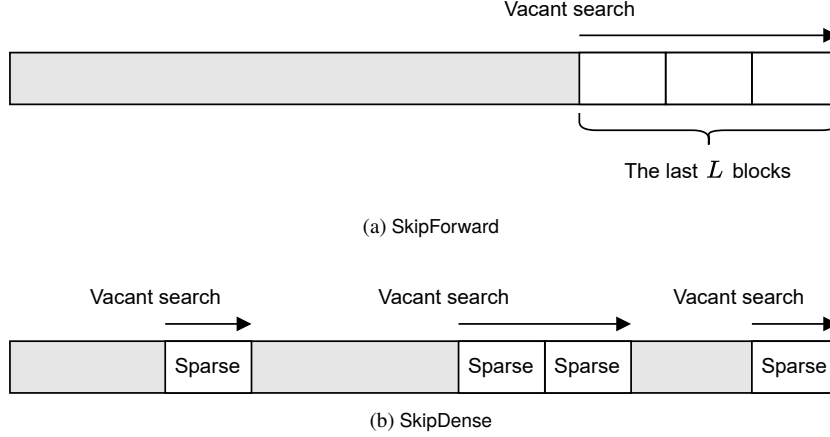 Vacant search
The last L blocks
(a) SkipForward
Vacant search Vacant search Vacant search
Sparse Sparse Sparse Sparse
(b) SkipDense